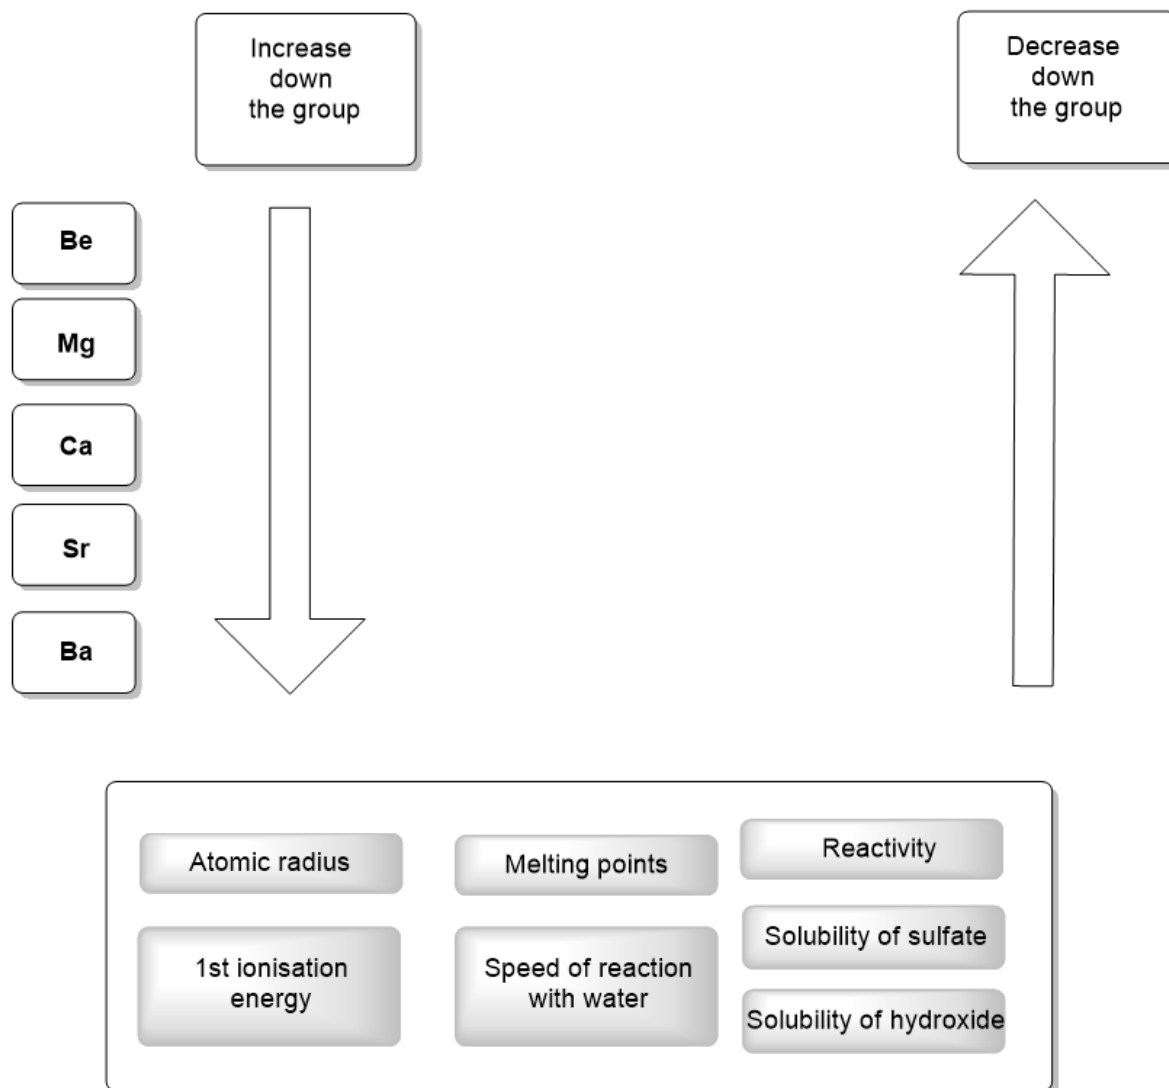 Increase
down
the group
Decrease
down
the group
Be
Mg
Ca
Sr
Ba
Atomic radius
Melting points
Reactivity
1st ionisation
energy
Speed of reaction
with water
Solubility of sulfate
Solubility of hydroxide